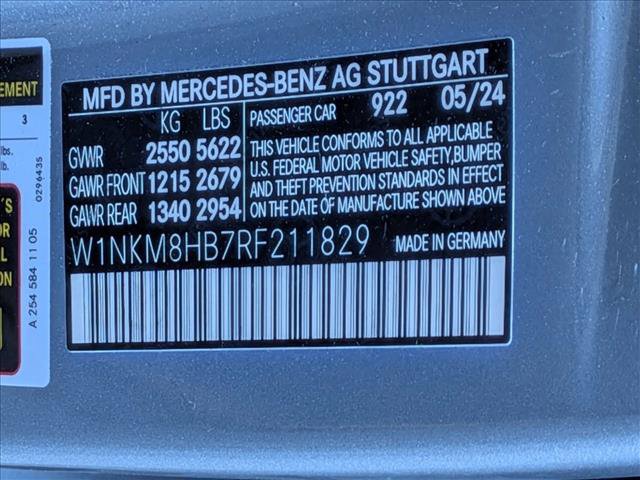 MFD BY MERCEDES-BENZ AG STUTTGART
KG LBS
GVWR 2550 5622
GAWR FRONT 1215 2679
GAWR REAR 1340 2954
PASSENGER CAR 922 05/24
THIS VEHICLE CONFORMS TO ALL APPLICABLE
U.S. FEDERAL MOTOR VEHICLE SAFETY,BUMPER
AND THEFT PREVENTION STANDARDS IN EFFECT
ON THE DATE OF MANUFACTURE SHOWN ABOVE
W1NKM8HB7RF211829 MADE IN GERMANY
EMENT
3
lbs.
lb.
0296435
´S
OR
L
A 254 584 11 05